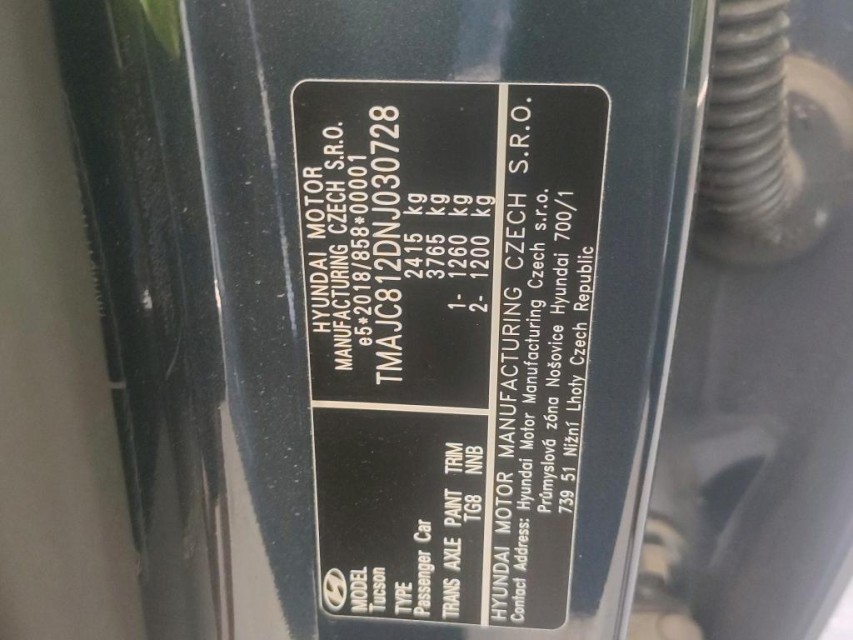 MODEL
Tucson
TYPE
Passenger Car
TRANS AXLE PAINT TRIM
TG8 NNB
HYUNDAI MOTOR
MANUFACTURING CZECH S.R.O.
e5*2018/858*00001
TMAJC812DNJ030728
2415 kg
3765 kg
1- 1260 kg
2- 1200 kg
HYUNDAI MOTOR MANUFACTURING CZECH S.R.O.
Contact Address: Hyundai Motor Manufacturing Czech s.r.o.
Průmyslová zóna Nošovice Hyundai 700/1
739 51 Nižní Lhoty Czech Republic